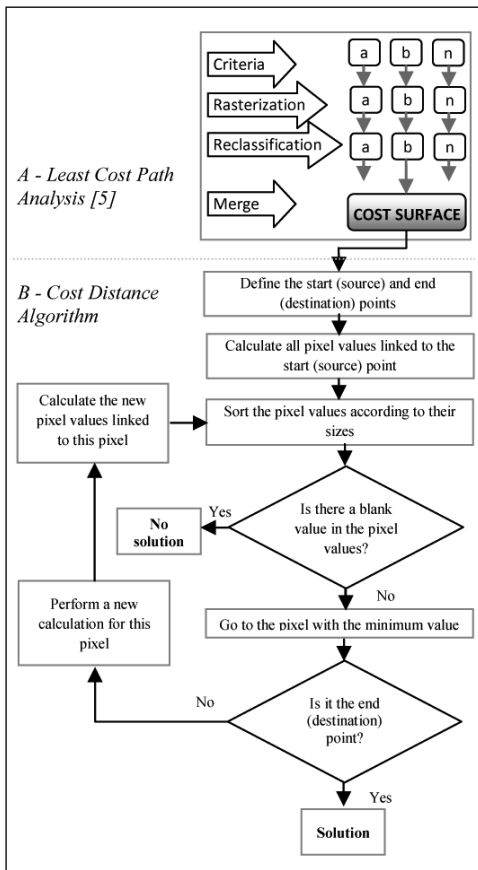 Criteria
a b n
Rasterization
a b n
Reclassification
a b n
A - Least Cost Path
Analysis [5]
Merge
COST SURFACE
B - Cost Distance
Algorithm
Define the start (source) and end
(destination) points
Calculate all pixel values linked to the
start (source) point
Calculate the new
pixel values linked
to this pixel
Sort the pixel values according to their
sizes
Is there a blank
value in the pixel
values?
Yes
No
solution
No
Perform a new
calculation for this
pixel
Go to the pixel with the minimum value
No
Is it the end
(destination)
point?
Yes
Solution